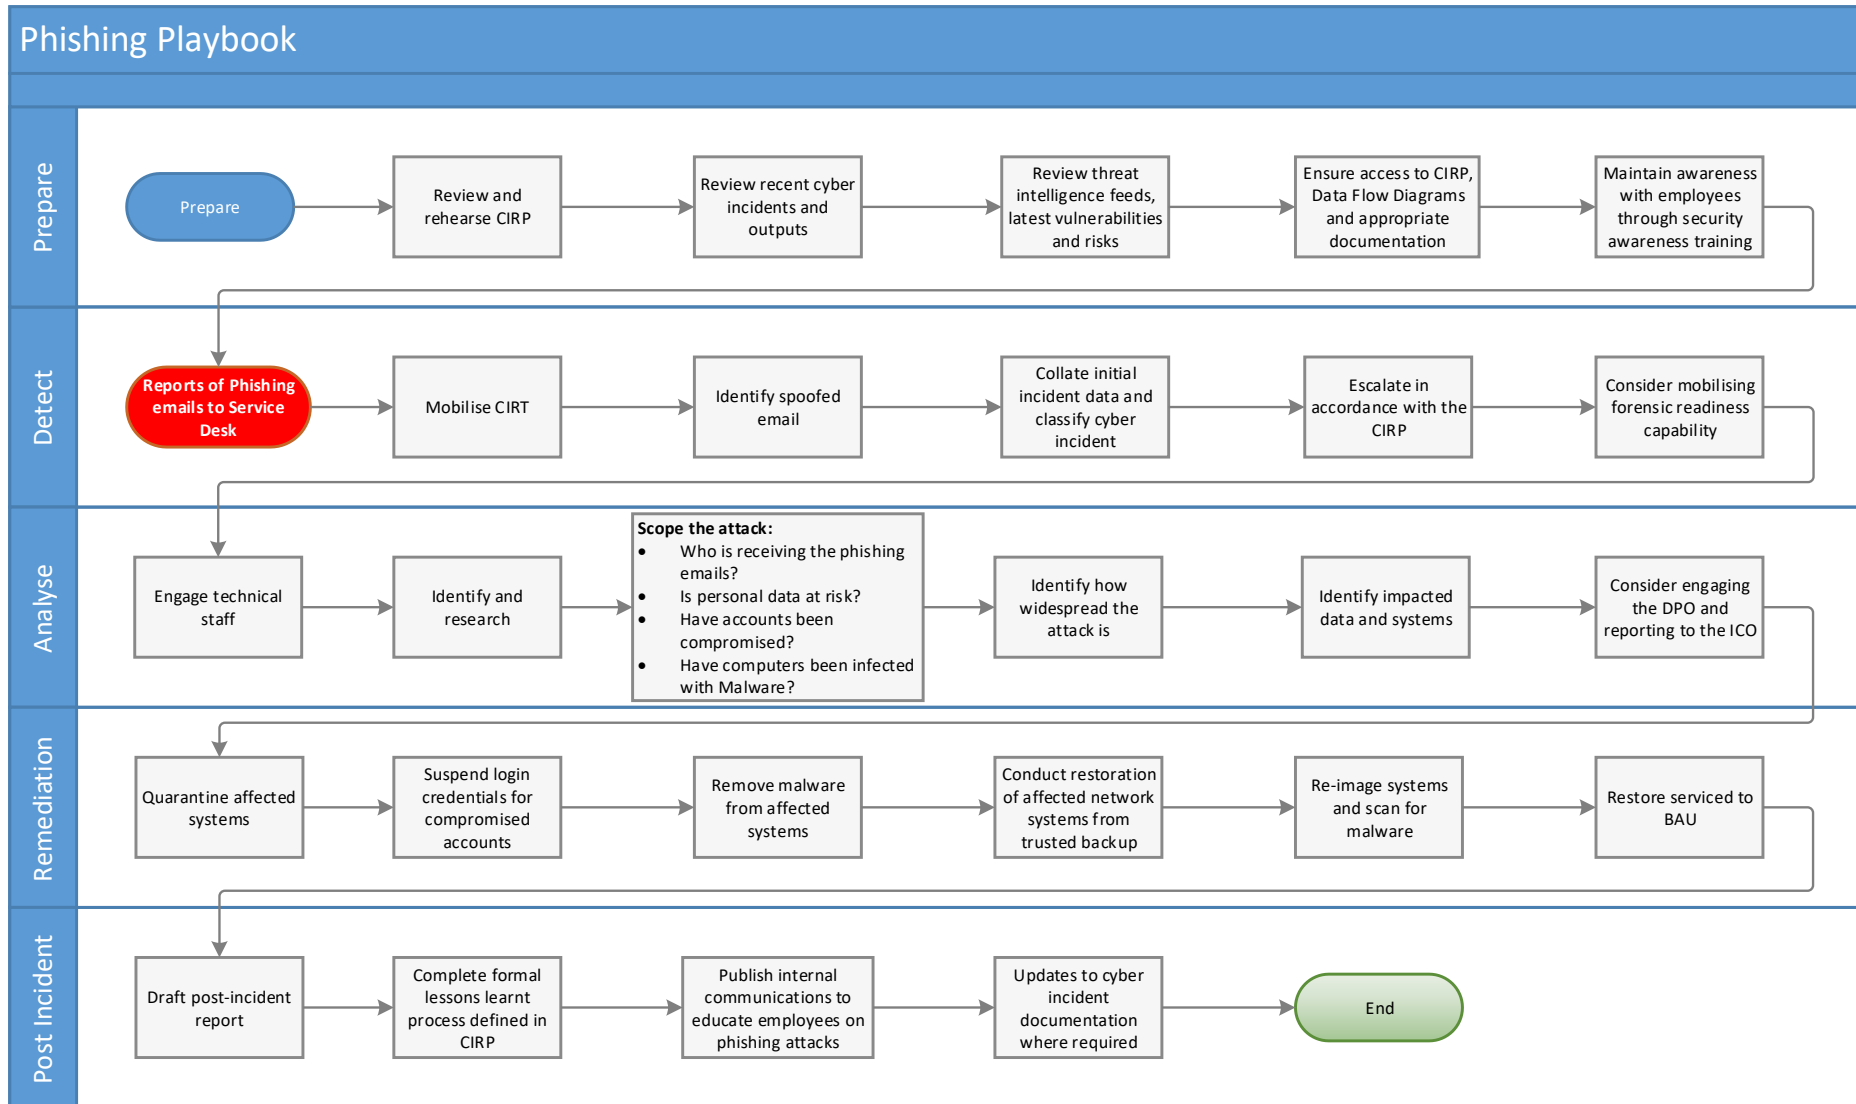 Phishing Playbook
Prepare
Prepare
Review and
rehearse CIRP
Review recent cyber
incidents and
outputs
Review threat
intelligence feeds,
latest vulnerabilities
and risks
Ensure access to CIRP,
Data Flow Diagrams
and appropriate
documentation
Maintain awareness
with employees
through security
awareness training
Detect
Reports of Phishing
emails to Service
Desk
Mobilise CIRT
Identify spoofed
email
Collate initial
incident data and
classify cyber
incident
Escalate in
accordance with the
CIRP
Consider mobilising
forensic readiness
capability
Analyse
Engage technical
staff
Identify and
research
Scope the attack:
• Who is receiving the phishing
emails?
• Is personal data at risk?
• Have accounts been
compromised?
• Have computers been infected
with Malware?
Identify how
widespread the
attack is
Identify impacted
data and systems
Consider engaging
the DPO and
reporting to the ICO
Remediation
Quarantine affected
systems
Suspend login
credentials for
compromised
accounts
Remove malware
from affected
systems
Conduct restoration
of affected network
systems from
trusted backup
Re-image systems
and scan for
malware
Restore serviced to
BAU
Post Incident
Draft post-incident
report
Complete formal
lessons learnt
process defined in
CIRP
Publish internal
communications to
educate employees on
phishing attacks
Updates to cyber
incident
documentation
where required
End